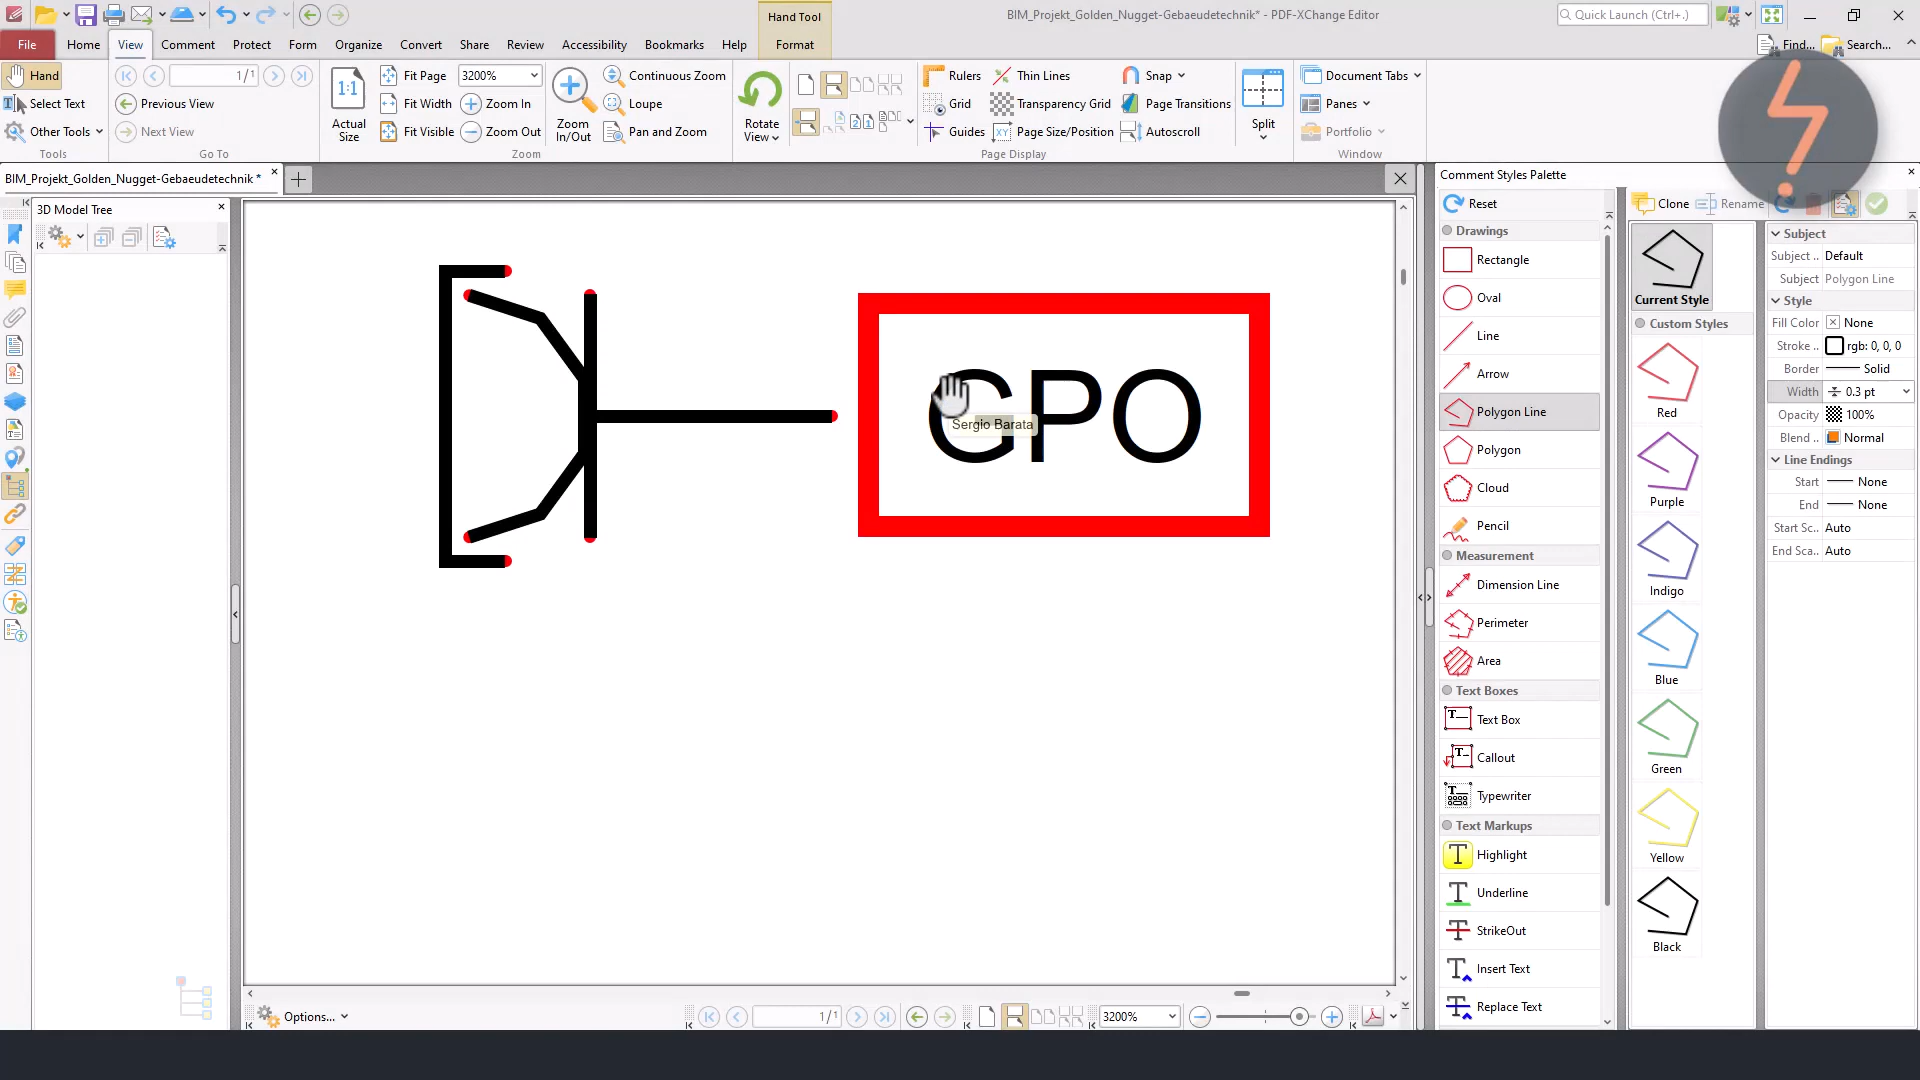 Hand Tool
BIM_Projekt_Golden_Nugget-Gebaeudetechnik* - PDF-XChange Editor
Quick Launch (Ctrl+.)
File Home View Comment Protect Form Organize Convert Share Review Accessibility Bookmarks Help Format
Find... Search...
Hand
Select Text
Other Tools
Tools
1/1
Previous View
Next View
Go To
1:1
Actual
Size
Fit Page
Fit Width
Fit Visible
3200%
Zoom In
Zoom Out
Zoom
In/Out
Continuous Zoom
Loupe
Pan and Zoom
Zoom
Rotate
View
Rulers
Grid
Guides
Thin Lines
Transparency Grid
Page Size/Position
Snap
Page Transitions
Autoscroll
Page Display
Split
Document Tabs
Panes
Portfolio
Window
BIM_Projekt_Golden_Nugget-Gebaeudetechnik *
3D Model Tree
GPO
Sergio Barata
Options...
1/1
3200%
Comment Styles Palette
Reset
Drawings
Rectangle
Oval
Line
Arrow
Polygon Line
Polygon
Cloud
Pencil
Measurement
Dimension Line
Perimeter
Area
Text Boxes
Text Box
Callout
Typewriter
Text Markups
Highlight
Underline
StrikeOut
Insert Text
Replace Text
Clone Rename
Current Style
Custom Styles
Red
Purple
Indigo
Blue
Green
Yellow
Black
Subject
Subject .. Default
Subject Polygon Line
Style
Fill Color None
Stroke .. rgb: 0, 0, 0
Border Solid
Width 0.3 pt
Opacity 100%
Blend .. Normal
Line Endings
Start None
End None
Start Sc.. Auto
End Sca.. Auto